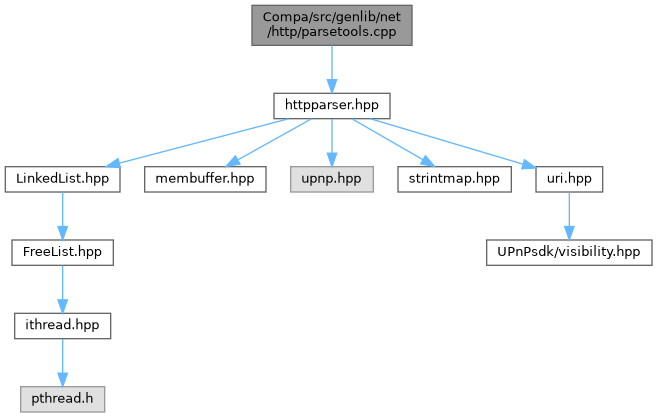 Compa/src/genlib/net
/http/parsetools.cpp
httpparser.hpp
LinkedList.hpp
membuffer.hpp
upnp.hpp
strintmap.hpp
uri.hpp
FreeList.hpp
UPnPsdk/visibility.hpp
ithread.hpp
pthread.h